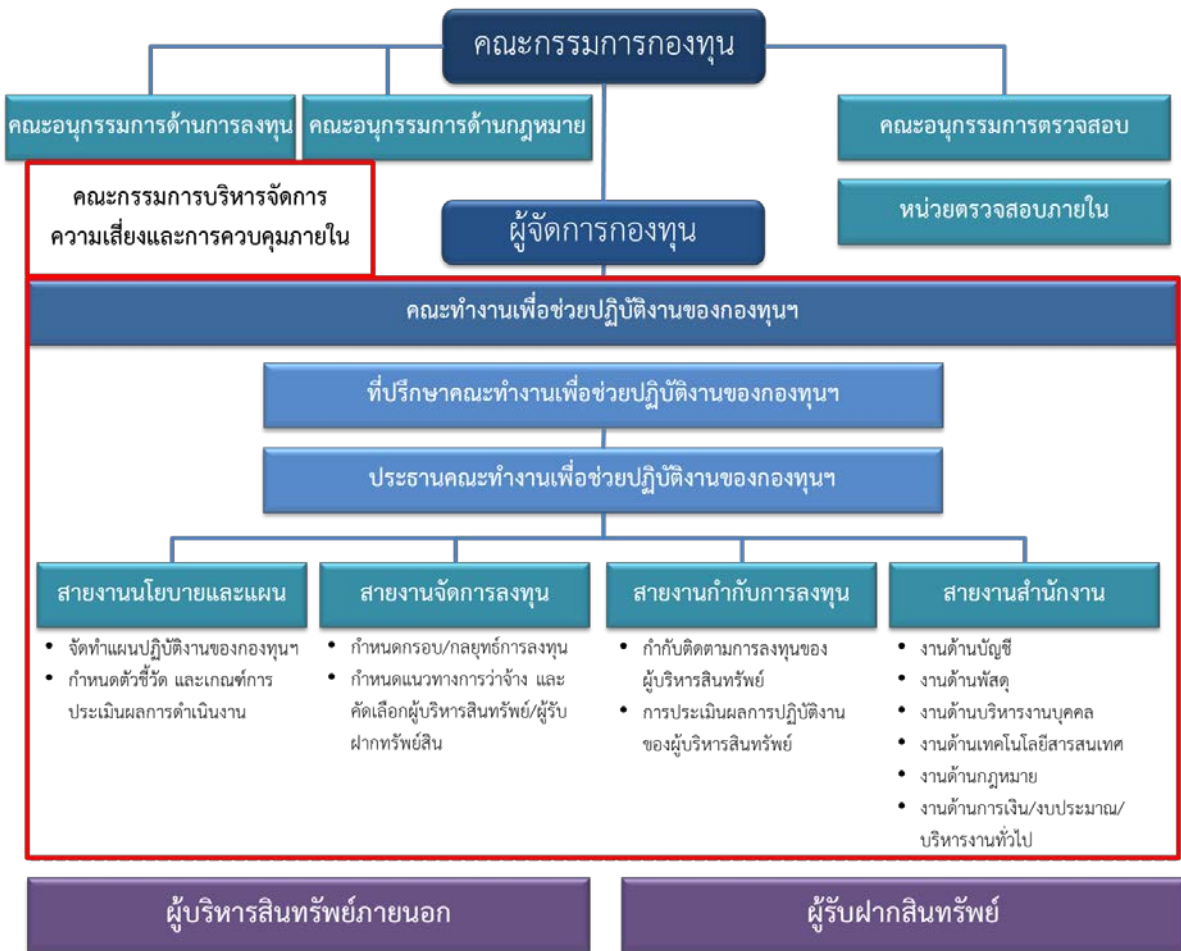 คณะกรรมการกองทุน
คณะอนุกรรมการด้านการลงทุน
คณะอนุกรรมการด้านกฎหมาย
คณะอนุกรรมการตรวจสอบ
คณะกรรมการบริหารจัดการ
ความเสี่ยงและการควบคุมภายใน
ผู้จัดการกองทุน
หน่วยตรวจสอบภายใน
คณะทำงานเพื่อช่วยปฏิบัติงานของกองทุนฯ
ที่ปรึกษาคณะทำงานเพื่อช่วยปฏิบัติงานของกองทุนฯ
ประธานคณะทำงานเพื่อช่วยปฏิบัติงานของกองทุนฯ
สายงานนโยบายและแผน
• จัดทำแผนปฏิบัติงานของกองทุนฯ
• กำหนดตัวชี้วัด และเกณฑ์การ
ประเมินผลการดำเนินงาน
สายงานจัดการลงทุน
• กำหนดกรอบ/กลยุทธ์การลงทุน
• กำหนดแนวทางการว่าจ้าง และ
คัดเลือกผู้บริหารสินทรัพย์/ผู้รับ
ฝากทรัพย์สิน
สายงานกำกับการลงทุน
• กำกับติดตามการลงทุนของ
ผู้บริหารสินทรัพย์
• การประเมินผลการปฏิบัติงาน
ของผู้บริหารสินทรัพย์
สายงานสำนักงาน
• งานด้านบัญชี
• งานด้านพัสดุ
• งานด้านบริหารงานบุคคล
• งานด้านเทคโนโลยีสารสนเทศ
• งานด้านกฎหมาย
• งานด้านการเงิน/งบประมาณ/
บริหารงานทั่วไป
ผู้บริหารสินทรัพย์ภายนอก
ผู้รับฝากสินทรัพย์